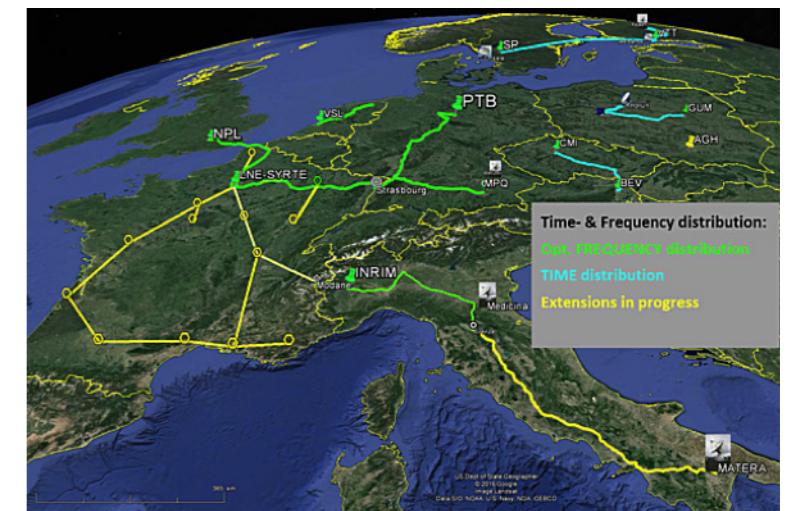 SP
VTT
PTB
VSL
GUM
NPL
AGH
CMI
LNE-SYRTE
Strasbourg
MPQ
BEV
Time- & Frequency distribution:
Opt. FREQUENCY distribution
TIME distribution
Extensions in progress
INRIM
Modane
Medicina
MATERA
US Dept of State Geographer
© 2016 Google
Image Landsat
Data SIO, NOAA, U.S. Navy, NGA, GEBCO